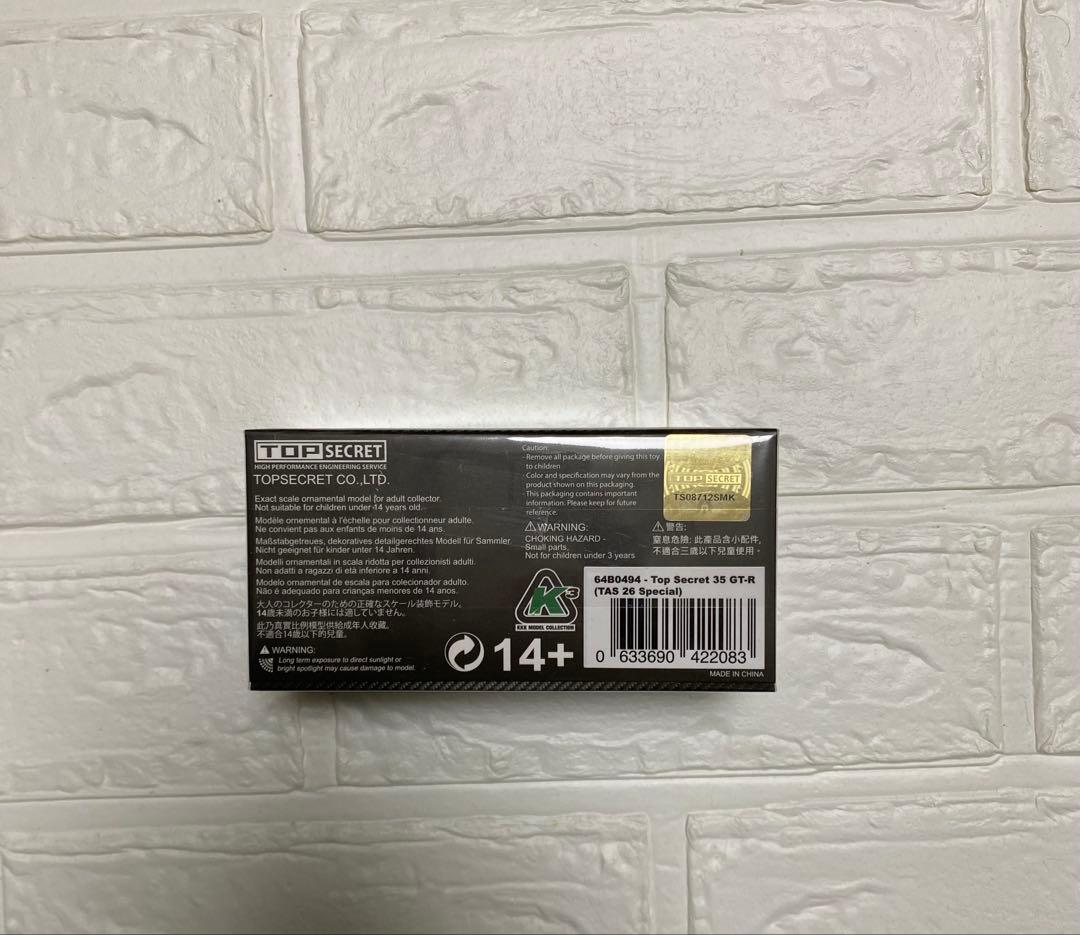 TOP SECRET
HIGH PERFORMANCE ENGINEERING SERVICE
TOPSECRET CO.,LTD.
Exact scale ornamental model for adult collector.
Not suitable for children under 14 years old.
Modèle ornemental à l'échelle pour collectionneur adulte.
Ne convient pas aux enfants de moins de 14 ans.
Maßstabgetreues, dekoratives detailgerechtes Modell für Sammler.
Nicht geeignet für kinder unter 14 Jahren.
Modelli ornamentali in scala ridotta per collezionisti adulti.
Non adatti a ragazzi di età inferiore a 14 anni.
Modelo ornamental de escala para colecionador adulto.
Não é adequado para crianças menores de 14 anos.
大人のコレクターのための正確なスケール装飾モデル。
14歳未満のお子様には適していません。
此乃真實比例模型供給成年人收藏。
不適合14歲以下的兒童。
WARNING:
Long term exposure to direct sunlight or
bright spotlight may cause damage to model.
Caution:
- Remove all package before giving this toy
to children
- Color and specification may vary from the
product shown on this packaging.
- This packaging contains important
information. Please keep for future
reference.
WARNING:
CHOKING HAZARD -
Small parts,
Not for children under 3 years
TOP SECRET
TS08712SMK
警告:
窒息危險: 此產品含小配件,
不適合三歲以下兒童使用。
K3
KKK MODEL COLLECTION
14+
64B0494 - Top Secret 35 GT-R
(TAS 26 Special)
0 633690 422083
MADE IN CHINA